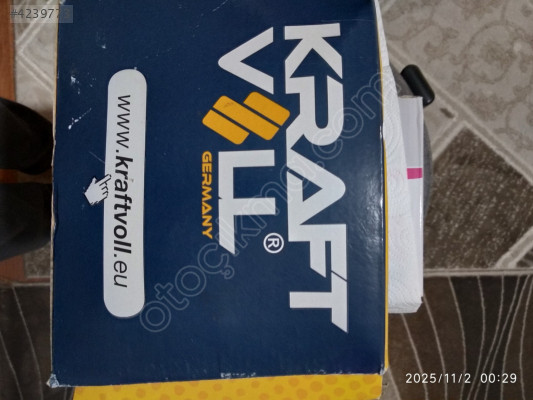 #423977
KRAFT
VOLL
GERMANY
®
www.kraftvoll.eu
2025/11/2 00:29